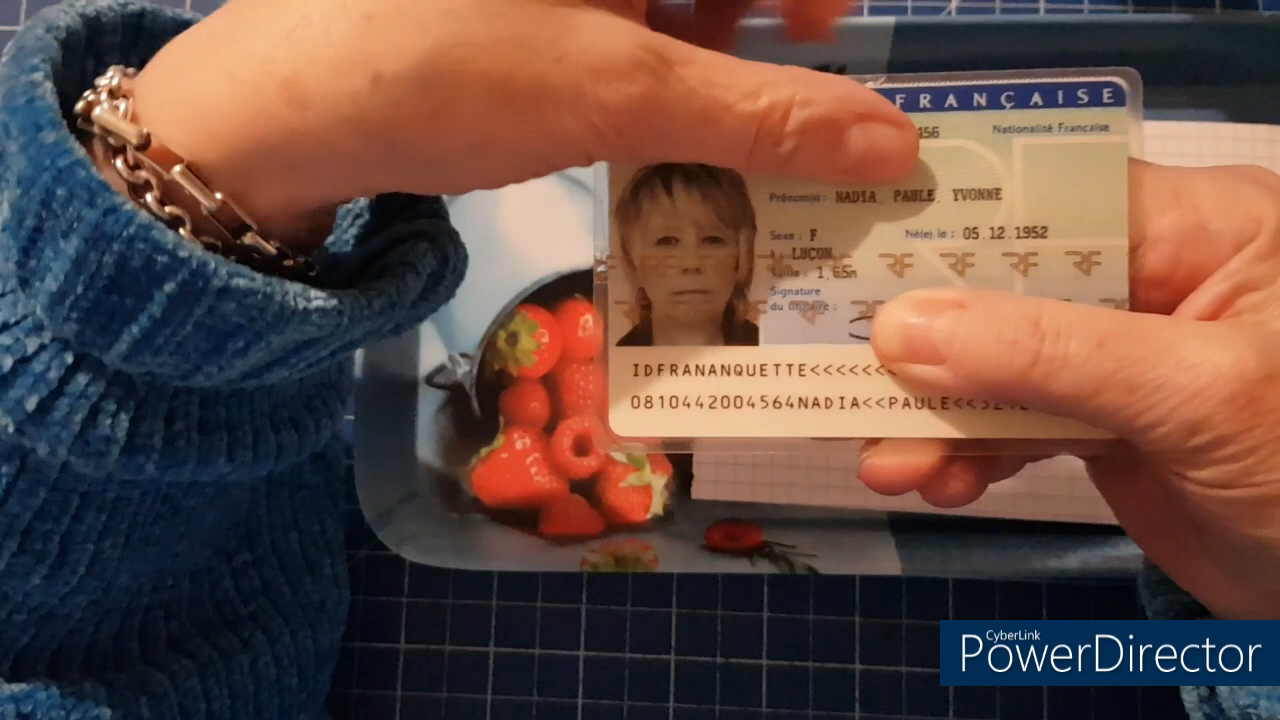 FRANÇAISE
156 Nationalité Française
Prénom(s) : NADIA, PAULE, YVONNE
Sexe : F Né(e) le : 05.12.1952
à LUÇON
Taille : 1,65m
Signature
du titulaire :
RF RF RF RF
IDFRANANQUETTE<<<<<<<
0810442004564NADIA<<PAULE<<
CyberLink
PowerDirector